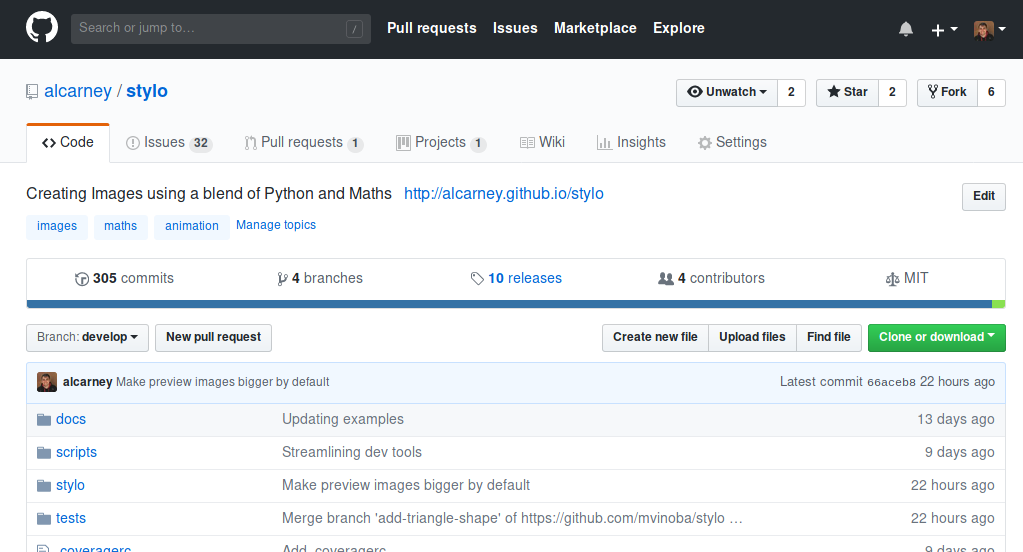 Search or jump to... / Pull requests Issues Marketplace Explore
alcarney / stylo Unwatch 2 Star 2 Fork 6
Code Issues 32 Pull requests 1 Projects 1 Wiki Insights Settings
Creating Images using a blend of Python and Maths http://alcarney.github.io/stylo Edit
images maths animation Manage topics
305 commits 4 branches 10 releases 4 contributors MIT
Branch: develop New pull request Create new file Upload files Find file Clone or download
alcarney Make preview images bigger by default Latest commit 66aceb8 22 hours ago
docs Updating examples 13 days ago
scripts Streamlining dev tools 9 days ago
stylo Make preview images bigger by default 22 hours ago
tests Merge branch 'add-triangle-shape' of https://github.com/mvinoba/stylo … 22 hours ago
.coveragerc Add .coveragerc 9 days ago